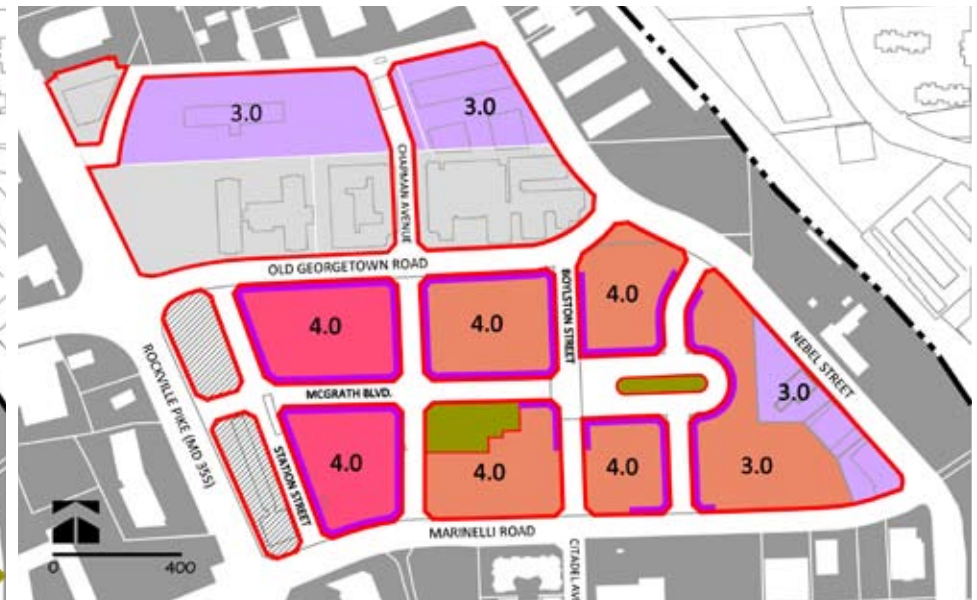 3.0
3.0
CHAPMAN AVENUE
OLD GEORGETOWN ROAD
4.0
4.0
BOYLSTON STREET
4.0
NEBEL STREET
ROCKVILLE PIKE (MD 355)
MCGRATH BLVD.
3.0
STATION STREET
4.0
4.0
4.0
3.0
MARINELLI ROAD
CITADEL AV
0 400